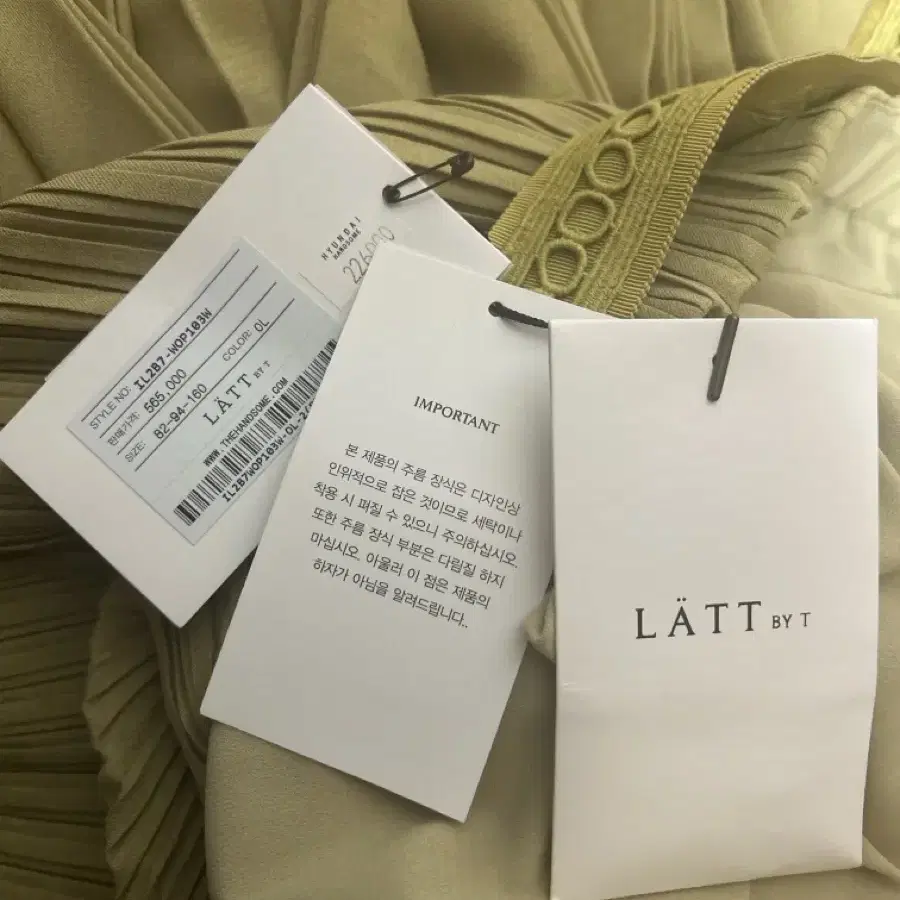 HYUNDAI
HANDSOME
STYLE NO: IL2B7-WOP103W
판매가격: 565,000 COLOR: OL
SIZE: 82-94-160
LÄTT BY T
WWW.THEHANDSOME.COM
IL2B7WOP103W-OL-2/
IMPORTANT
본 제품의 주름 장식은 디자인상
인위적으로 잡은 것이므로 세탁이나
착용 시 펴질 수 있으니 주의하십시오.
또한 주름 장식 부분은 다림질 하지
마십시오. 아울러 이 점은 제품의
하자가 아님을 알려드립니다..
LÄTT BY T